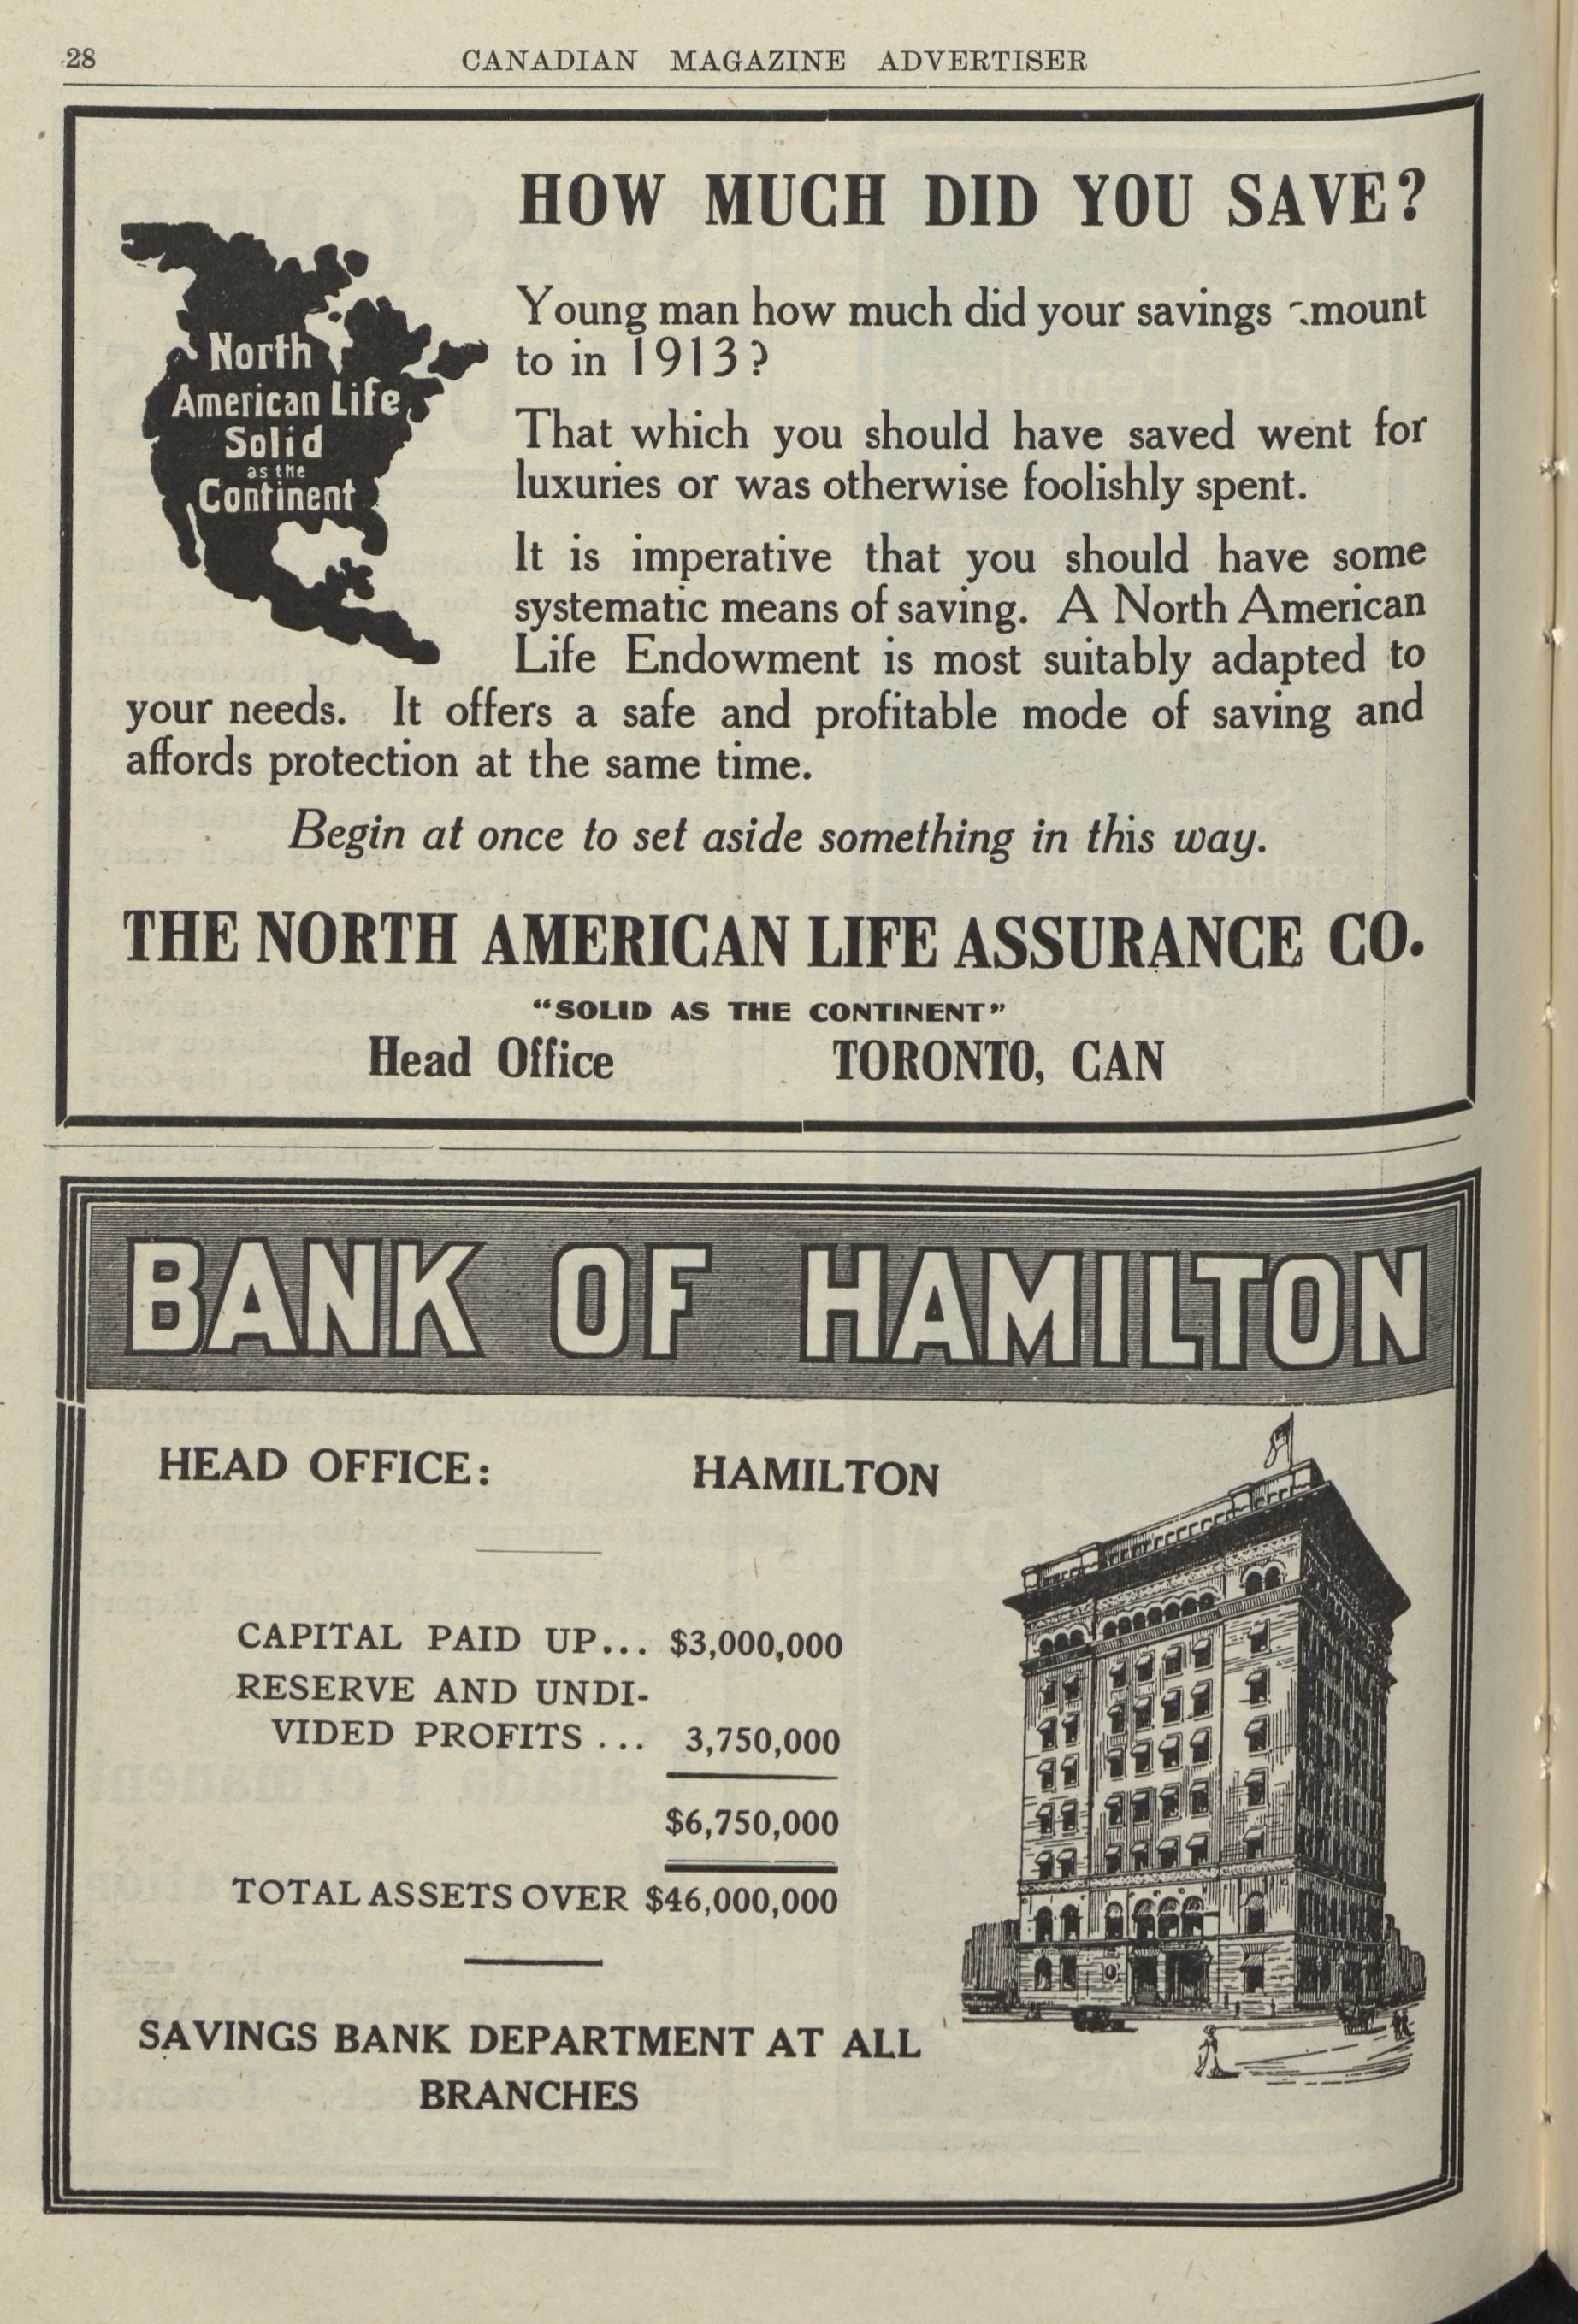 28
CANADIAN MAGAZINE ADVERTISER
HOW MUCH DID YOU SAVE?
North
American Life
Solid
as the
Continent
Young man how much did your savings amount
to in 1913?
That which you should have saved went for
luxuries or was otherwise foolishly spent.
It is imperative that you should have some
systematic means of saving. A North American
Life Endowment is most suitably adapted to
your needs. It offers a safe and profitable mode of saving and
affords protection at the same time.
Begin at once to set aside something in this way.
THE NORTH AMERICAN LIFE ASSURANCE CO.
"SOLID AS THE CONTINENT"
Head Office TORONTO, CAN
BANK OF HAMILTON
HEAD OFFICE: HAMILTON
CAPITAL PAID UP... $3,000,000
RESERVE AND UNDI-
VIDED PROFITS ... 3,750,000
$6,750,000
TOTAL ASSETS OVER $46,000,000
SAVINGS BANK DEPARTMENT AT ALL
BRANCHES